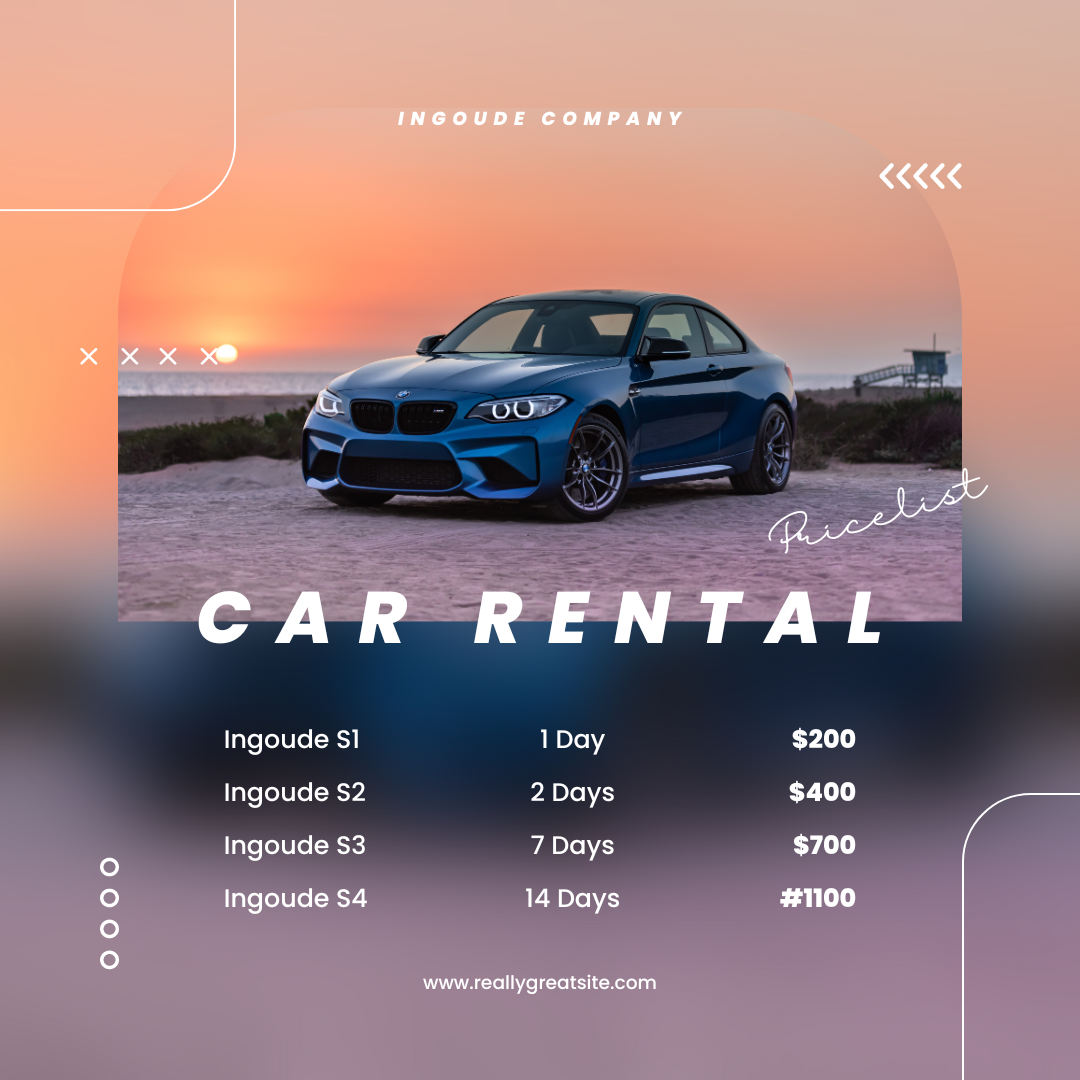 INGOUDE COMPANY
Pricelist
CAR RENTAL
Ingoude S1 1 Day $200
Ingoude S2 2 Days $400
Ingoude S3 7 Days $700
Ingoude S4 14 Days #1100
www.reallygreatsite.com